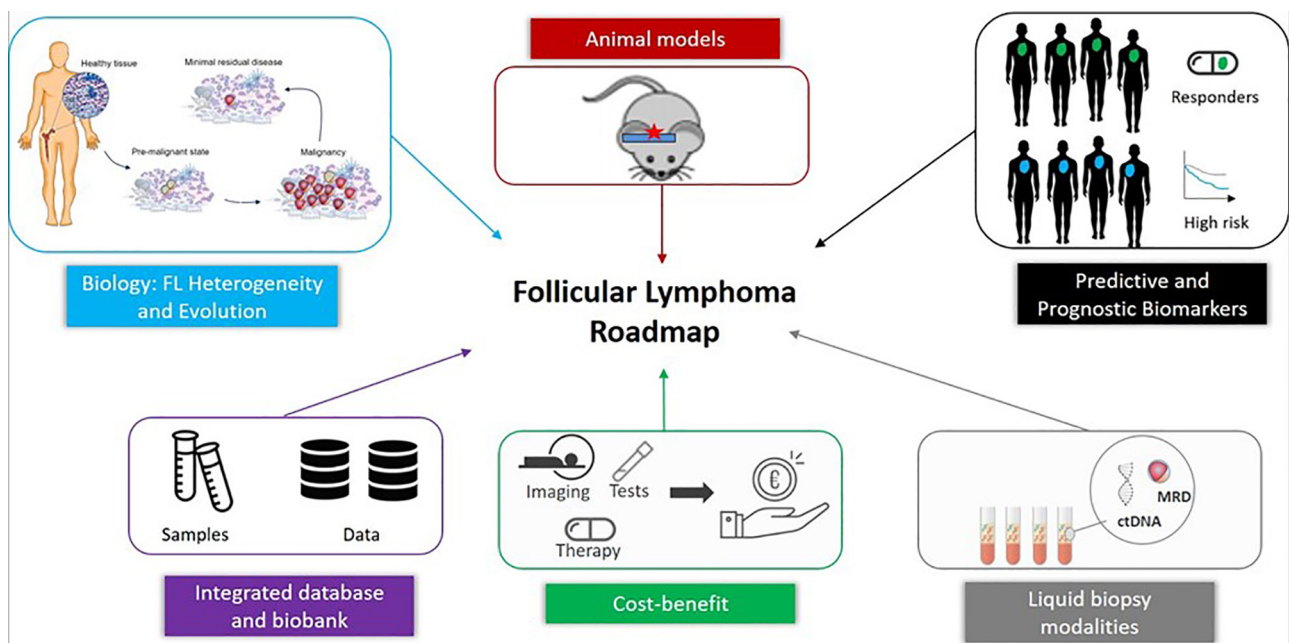 Healthy tissue
Minimal residual disease
Pre-malignant state
Malignancy
Biology: FL Heterogeneity
and Evolution
Animal models
Responders
High risk
Predictive and
Prognostic Biomarkers
Follicular Lymphoma
Roadmap
Samples
Data
Integrated database
and biobank
Imaging
Tests
Therapy
€
Cost-benefit
MRD
ctDNA
Liquid biopsy
modalities